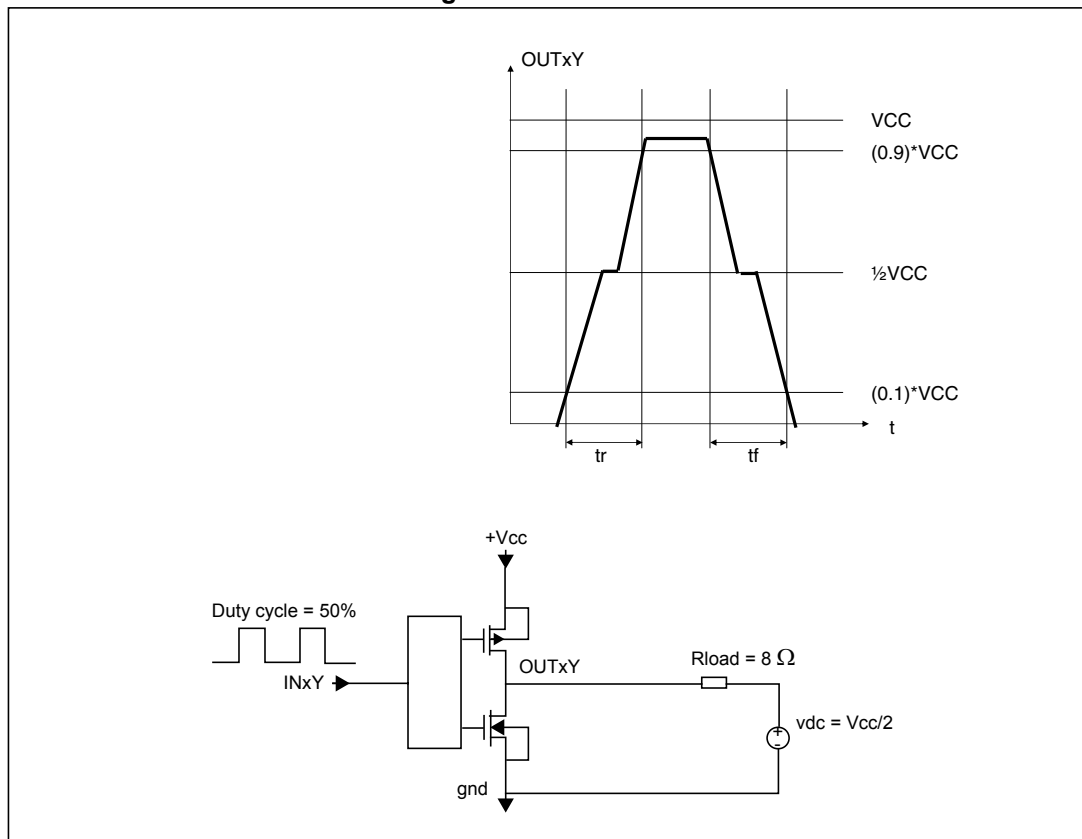 OUTxY
VCC
(0.9)*VCC
½VCC
(0.1)*VCC
t
tr
tf
+Vcc
Duty cycle = 50%
INxY
OUTxY
Rload = 8 Ω
vdc = Vcc/2
+
-
gnd